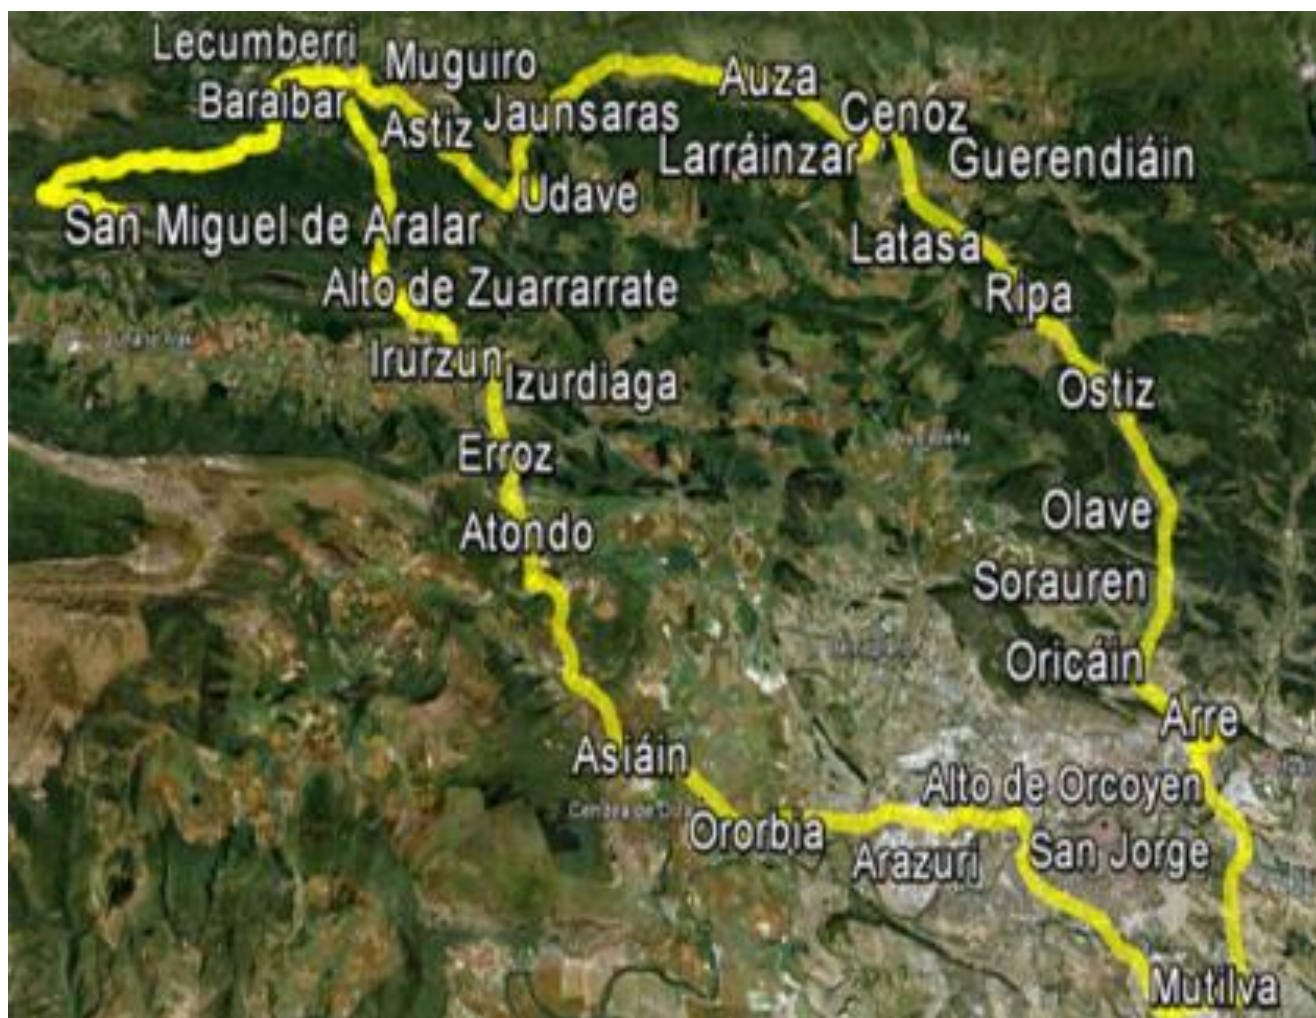 Lecumberri
Muguiro
Auza
Baraibar
Astiz
Jaunsaras
Cenoz
Larráinzar
Guerendiáin
Udave
San Miguel de Aralar
Latasa
Alto de Zuarrarrate
Ripa
Irurzun
Izurdiaga
Ostiz
Erroz
Olave
Atondo
Sorauren
Oricáin
Arre
Asiáin
Alto de Orcoyen
Ororbia
Arazuri
San Jorge
Mutilva